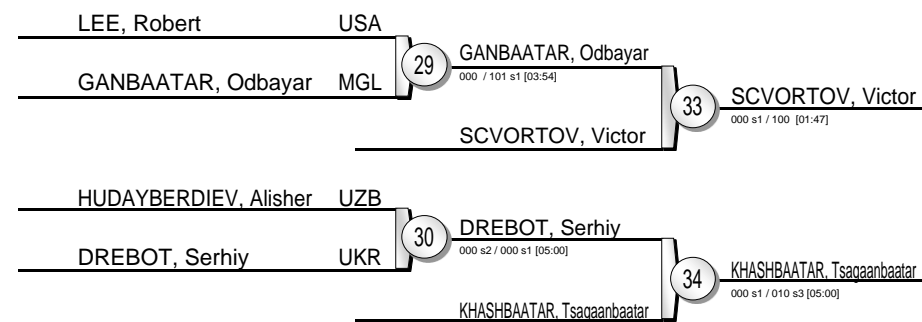 LEE, Robert USA
GANBAATAR, Odbayar MGL
29
GANBAATAR, Odbayar
000 / 101 s1 [03:54]
SCVORTOV, Victor
33
SCVORTOV, Victor
000 s1 / 100 [01:47]
HUDAYBERDIEV, Alisher UZB
DREBOT, Serhiy UKR
30
DREBOT, Serhiy
000 s2 / 000 s1 [05:00]
KHASHBAATAR, Tsagaanbaatar
34
KHASHBAATAR, Tsagaanbaatar
000 s1 / 010 s3 [05:00]